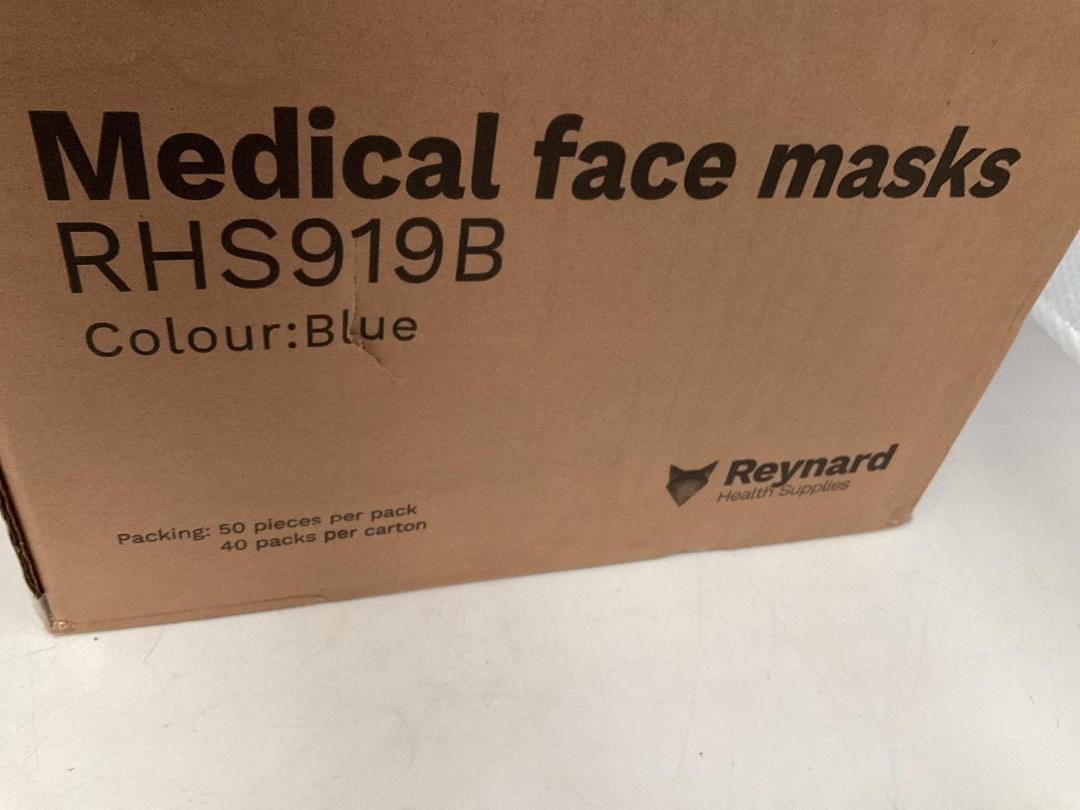 Medical face masks
RHS919B
Colour:Blue
Reynard
Health Supplies
Packing: 50 pieces per pack
40 packs per carton